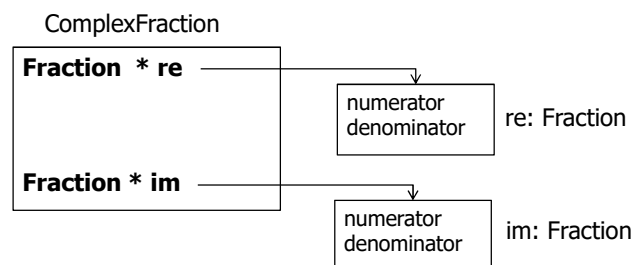 ComplexFraction
Fraction * re
numerator
denominator
re: Fraction
Fraction * im
numerator
denominator
im: Fraction